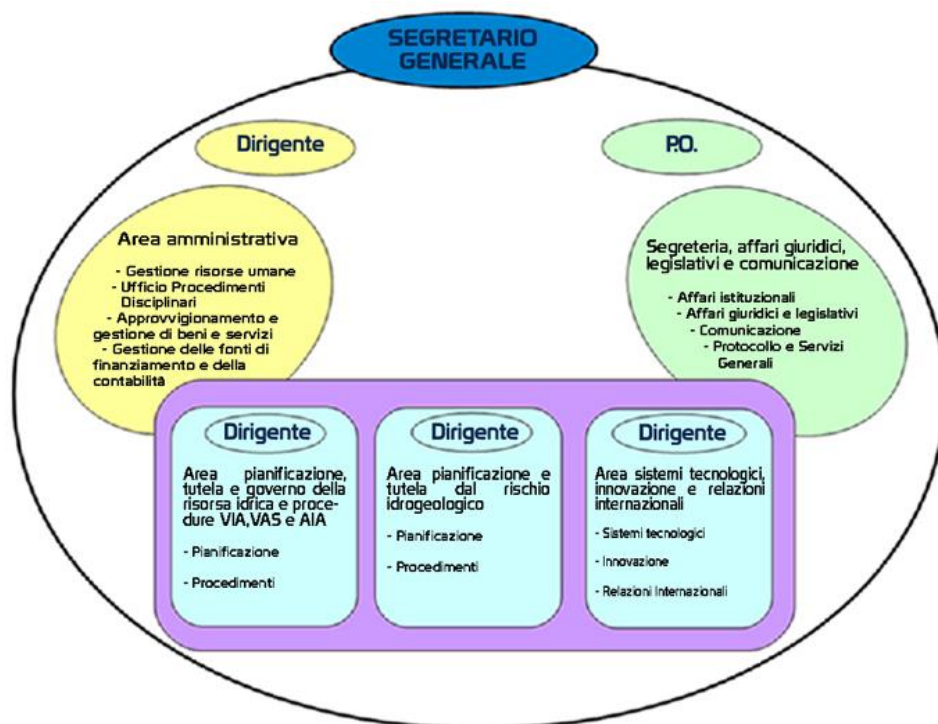 SEGRETARIO
GENERALE
Dirigente
P.O.
Area amministrativa
- Gestione risorse umane
- Ufficio Procedimenti
Disciplinari
- Approvvigionamento e
gestione di beni e servizi
- Gestione delle fonti di
finanziamento e della
contabilità
Segreteria, affari giuridici,
legislativi e comunicazione
- Affari istituzionali
- Affari giuridici e legislativi
- Comunicazione
- Protocollo e Servizi
Generali
Dirigente
Area pianificazione,
tutela e governo della
risorsa idrica e proce-
dure VIA,VAS e AIA
- Pianificazione
- Procedimenti
Dirigente
Area pianificazione e
tutela dal rischio
idrogeologico
- Pianificazione
- Procedimenti
Dirigente
Area sistemi tecnologici,
innovazione e relazioni
internazionali
- Sistemi tecnologici
- Innovazione
- Relazioni Internazionali